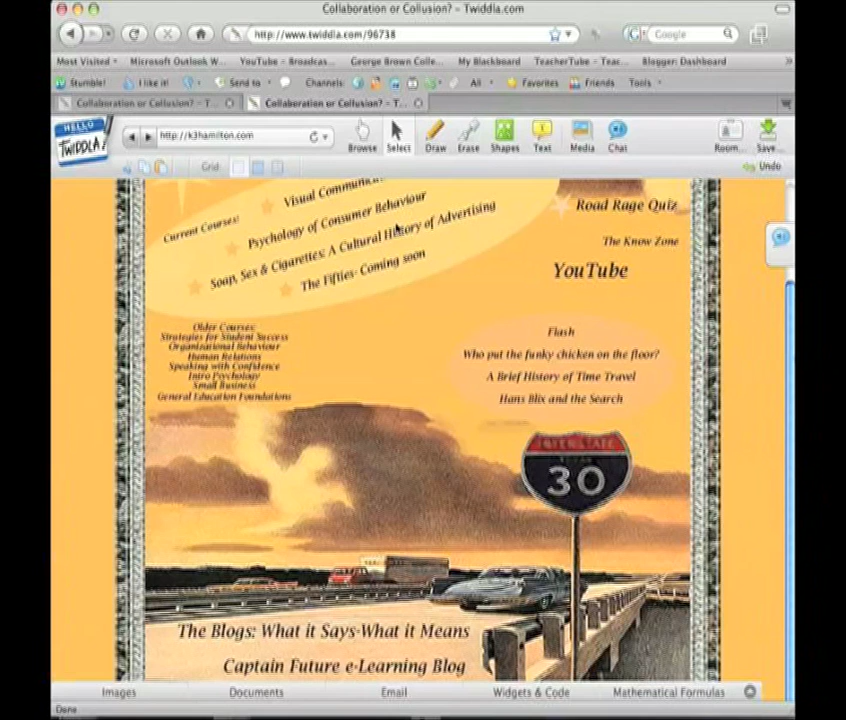 Collaboration or Collusion? – Twiddla.com
http://www.twiddla.com/96738
Google
Most Visited
Microsoft Outlook W...
YouTube – Broadcas...
George Brown Colle...
My Blackboard
TeacherTube – Teac...
Blogger: Dashboard
Stumble!
I like it!
Send to
Channels:
All
Favorites
Friends
Tools
Collaboration or Collusion? – T...
Collaboration or Collusion? – T...
HELLO
TWIDDLA!
http://k3hamilton.com
Browse
Select
Draw
Erase
Shapes
Text
Media
Chat
Room...
Save...
Grid:
Undo
Current Courses:
Visual
Psychology of Consumer Behaviour
Soap, Sex & Cigarettes: A Cultural History of Advertising
The Fifties- Coming soon
Road Rage Quiz
The Know Zone
YouTube
Older Courses:
Strategies for Student Success
Organizational Behaviour
Human Relations
Speaking with Confidence
Intro Psychology
Small Business
General Education Foundations
Flash
Who put the funky chicken on the floor?
A Brief History of Time Travel
Hans Blix and the Search
INTERSTATE
30
The Blogs: What it Says-What it Means
Captain Future e-Learning Blog
Images
Documents
Email
Widgets & Code
Mathematical Formulas
Done